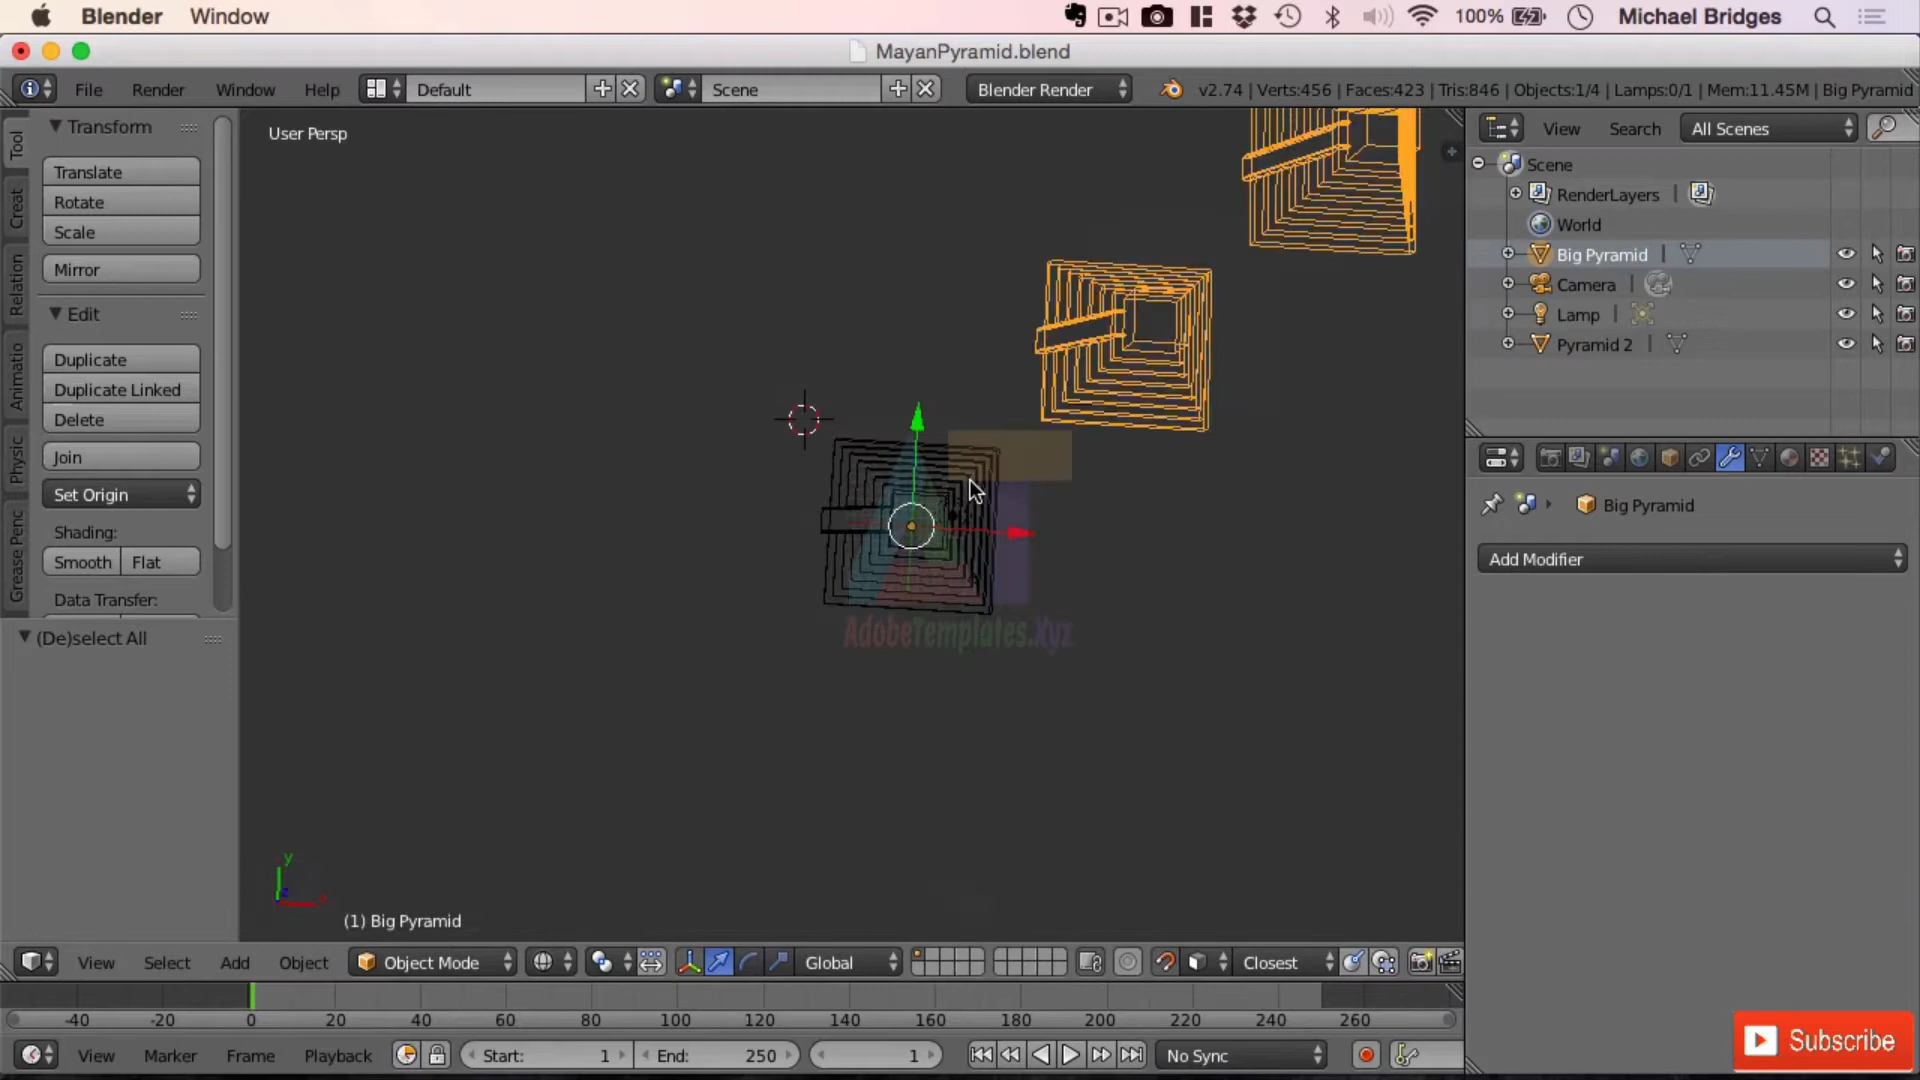 Blender Window 100% Michael Bridges
MayanPyramid.blend
File Render Window Help Default Scene Blender Render v2.74 | Verts:456 | Faces:423 | Tris:846 | Objects:1/4 | Lamps:0/1 | Mem:11.45M | Big Pyramid
Tool
Creat
Relation
Animatio
Physic
Grease Penc
Transform
Translate
Rotate
Scale
Mirror
Edit
Duplicate
Duplicate Linked
Delete
Join
Set Origin
Shading:
Smooth Flat
Data Transfer:
(De)select All
User Persp
AdobeTemplates.Xyz
y
(1) Big Pyramid
View Search All Scenes
Scene
RenderLayers
World
Big Pyramid
Camera
Lamp
Pyramid 2
Big Pyramid
Add Modifier
View Select Add Object Object Mode Global Closest
-40 -20 0 20 40 60 80 100 120 140 160 180 200 220 240 260
View Marker Frame Playback Start: 1 End: 250 1 No Sync
Subscribe